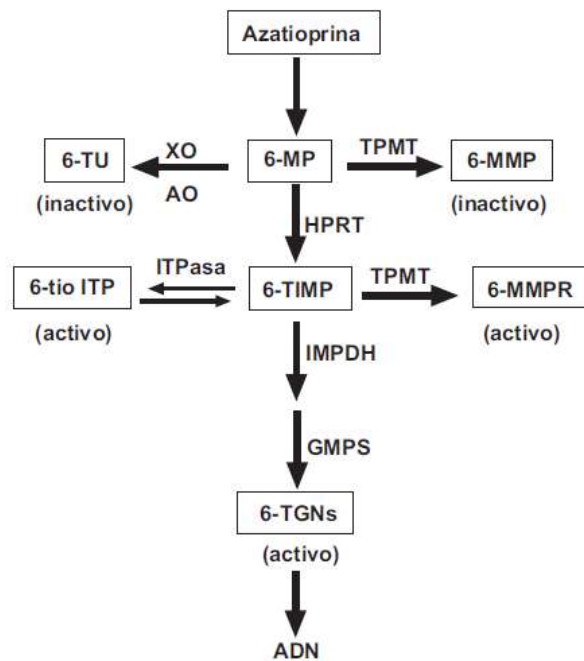 Azatioprina
6-TU
XO
6-MP
TPMT
6-MMP
(inactivo)
AO
(inactivo)
HPRT
6-tio ITP
ITPasa
6-TIMP
TPMT
6-MMPR
(activo)
(activo)
IMPDH
GMPS
6-TGNs
(activo)
ADN